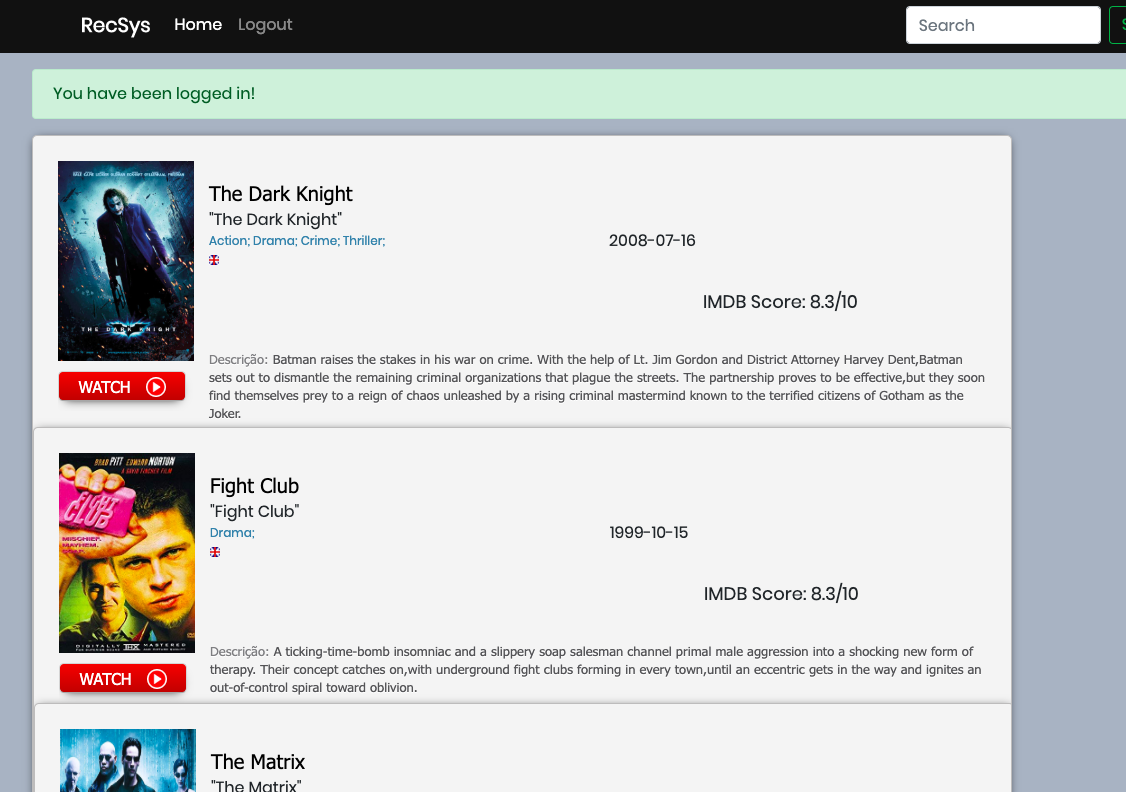 RecSys Home Logout Search
You have been logged in!
The Dark Knight
"The Dark Knight"
Action; Drama; Crime; Thriller;
2008-07-16
IMDB Score: 8.3/10
THE DARK KNIGHT
WATCH
Descrição: Batman raises the stakes in his war on crime. With the help of Lt. Jim Gordon and District Attorney Harvey Dent,Batman
sets out to dismantle the remaining criminal organizations that plague the streets. The partnership proves to be effective,but they soon
find themselves prey to a reign of chaos unleashed by a rising criminal mastermind known to the terrified citizens of Gotham as the
Joker.
BRAD PITT EDWARD NORTON
A DAVID FINCHER FILM
FIGHT
CLUB
MISCHIEF.
MAYHEM.
SOAP.
DIGITALLY THX MASTERED
Fight Club
"Fight Club"
Drama;
1999-10-15
IMDB Score: 8.3/10
WATCH
Descrição: A ticking-time-bomb insomniac and a slippery soap salesman channel primal male aggression into a shocking new form of
therapy. Their concept catches on,with underground fight clubs forming in every town,until an eccentric gets in the way and ignites an
out-of-control spiral toward oblivion.
The Matrix
"The Matrix"